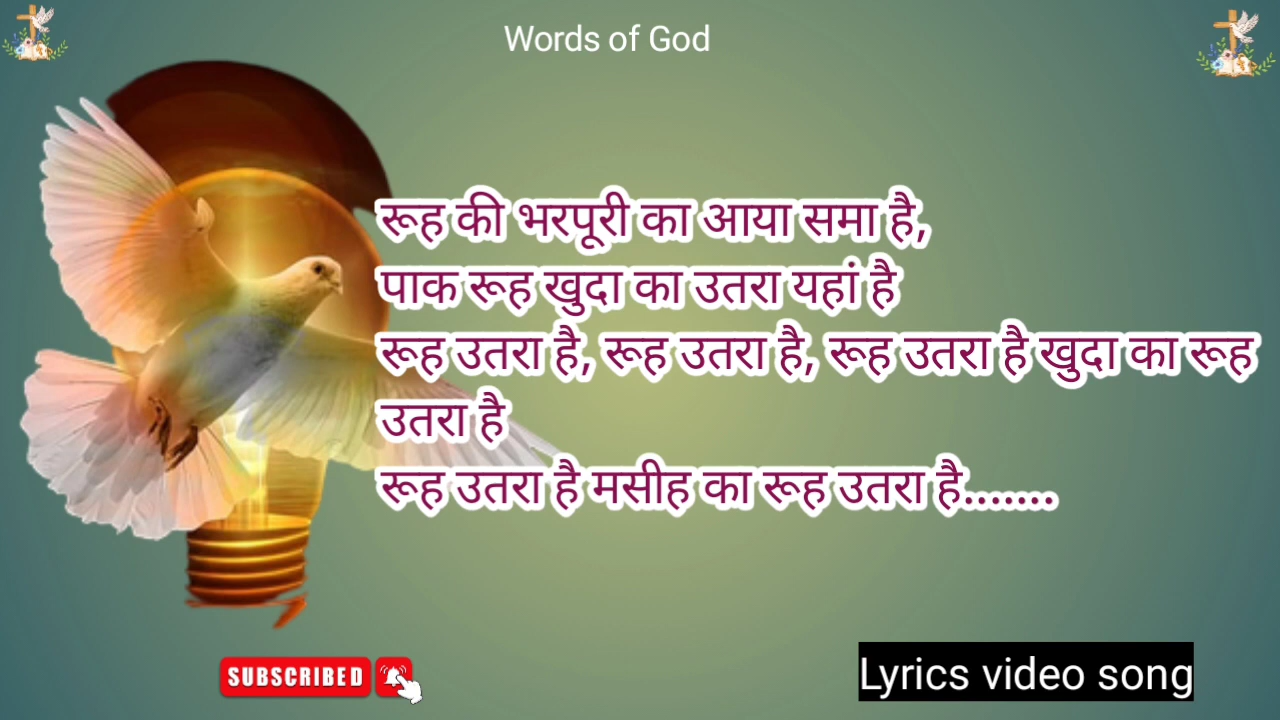 Words of God
रूह की भरपूरी का आया समा है,
पाक रूह खुदा का उतरा यहां है
रूह उतरा है, रूह उतरा है, रूह उतरा है खुदा का रूह
उतरा है
रूह उतरा है मसीह का रूह उतरा है.......
SUBSCRIBED
Lyrics video song